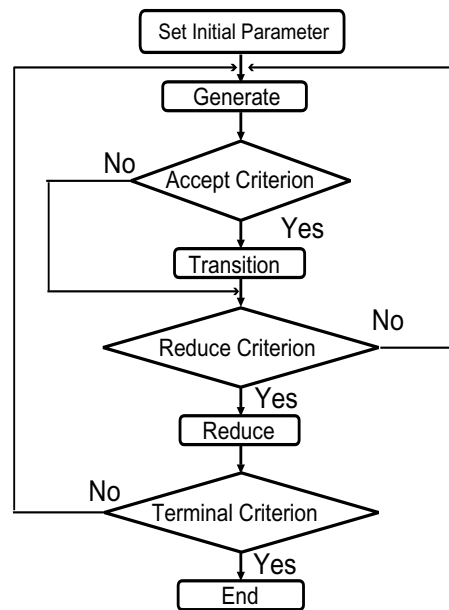 Set Initial Parameter
Generate
No
Accept Criterion
Yes
Transition
No
Reduce Criterion
Yes
Reduce
No
Terminal Criterion
Yes
End